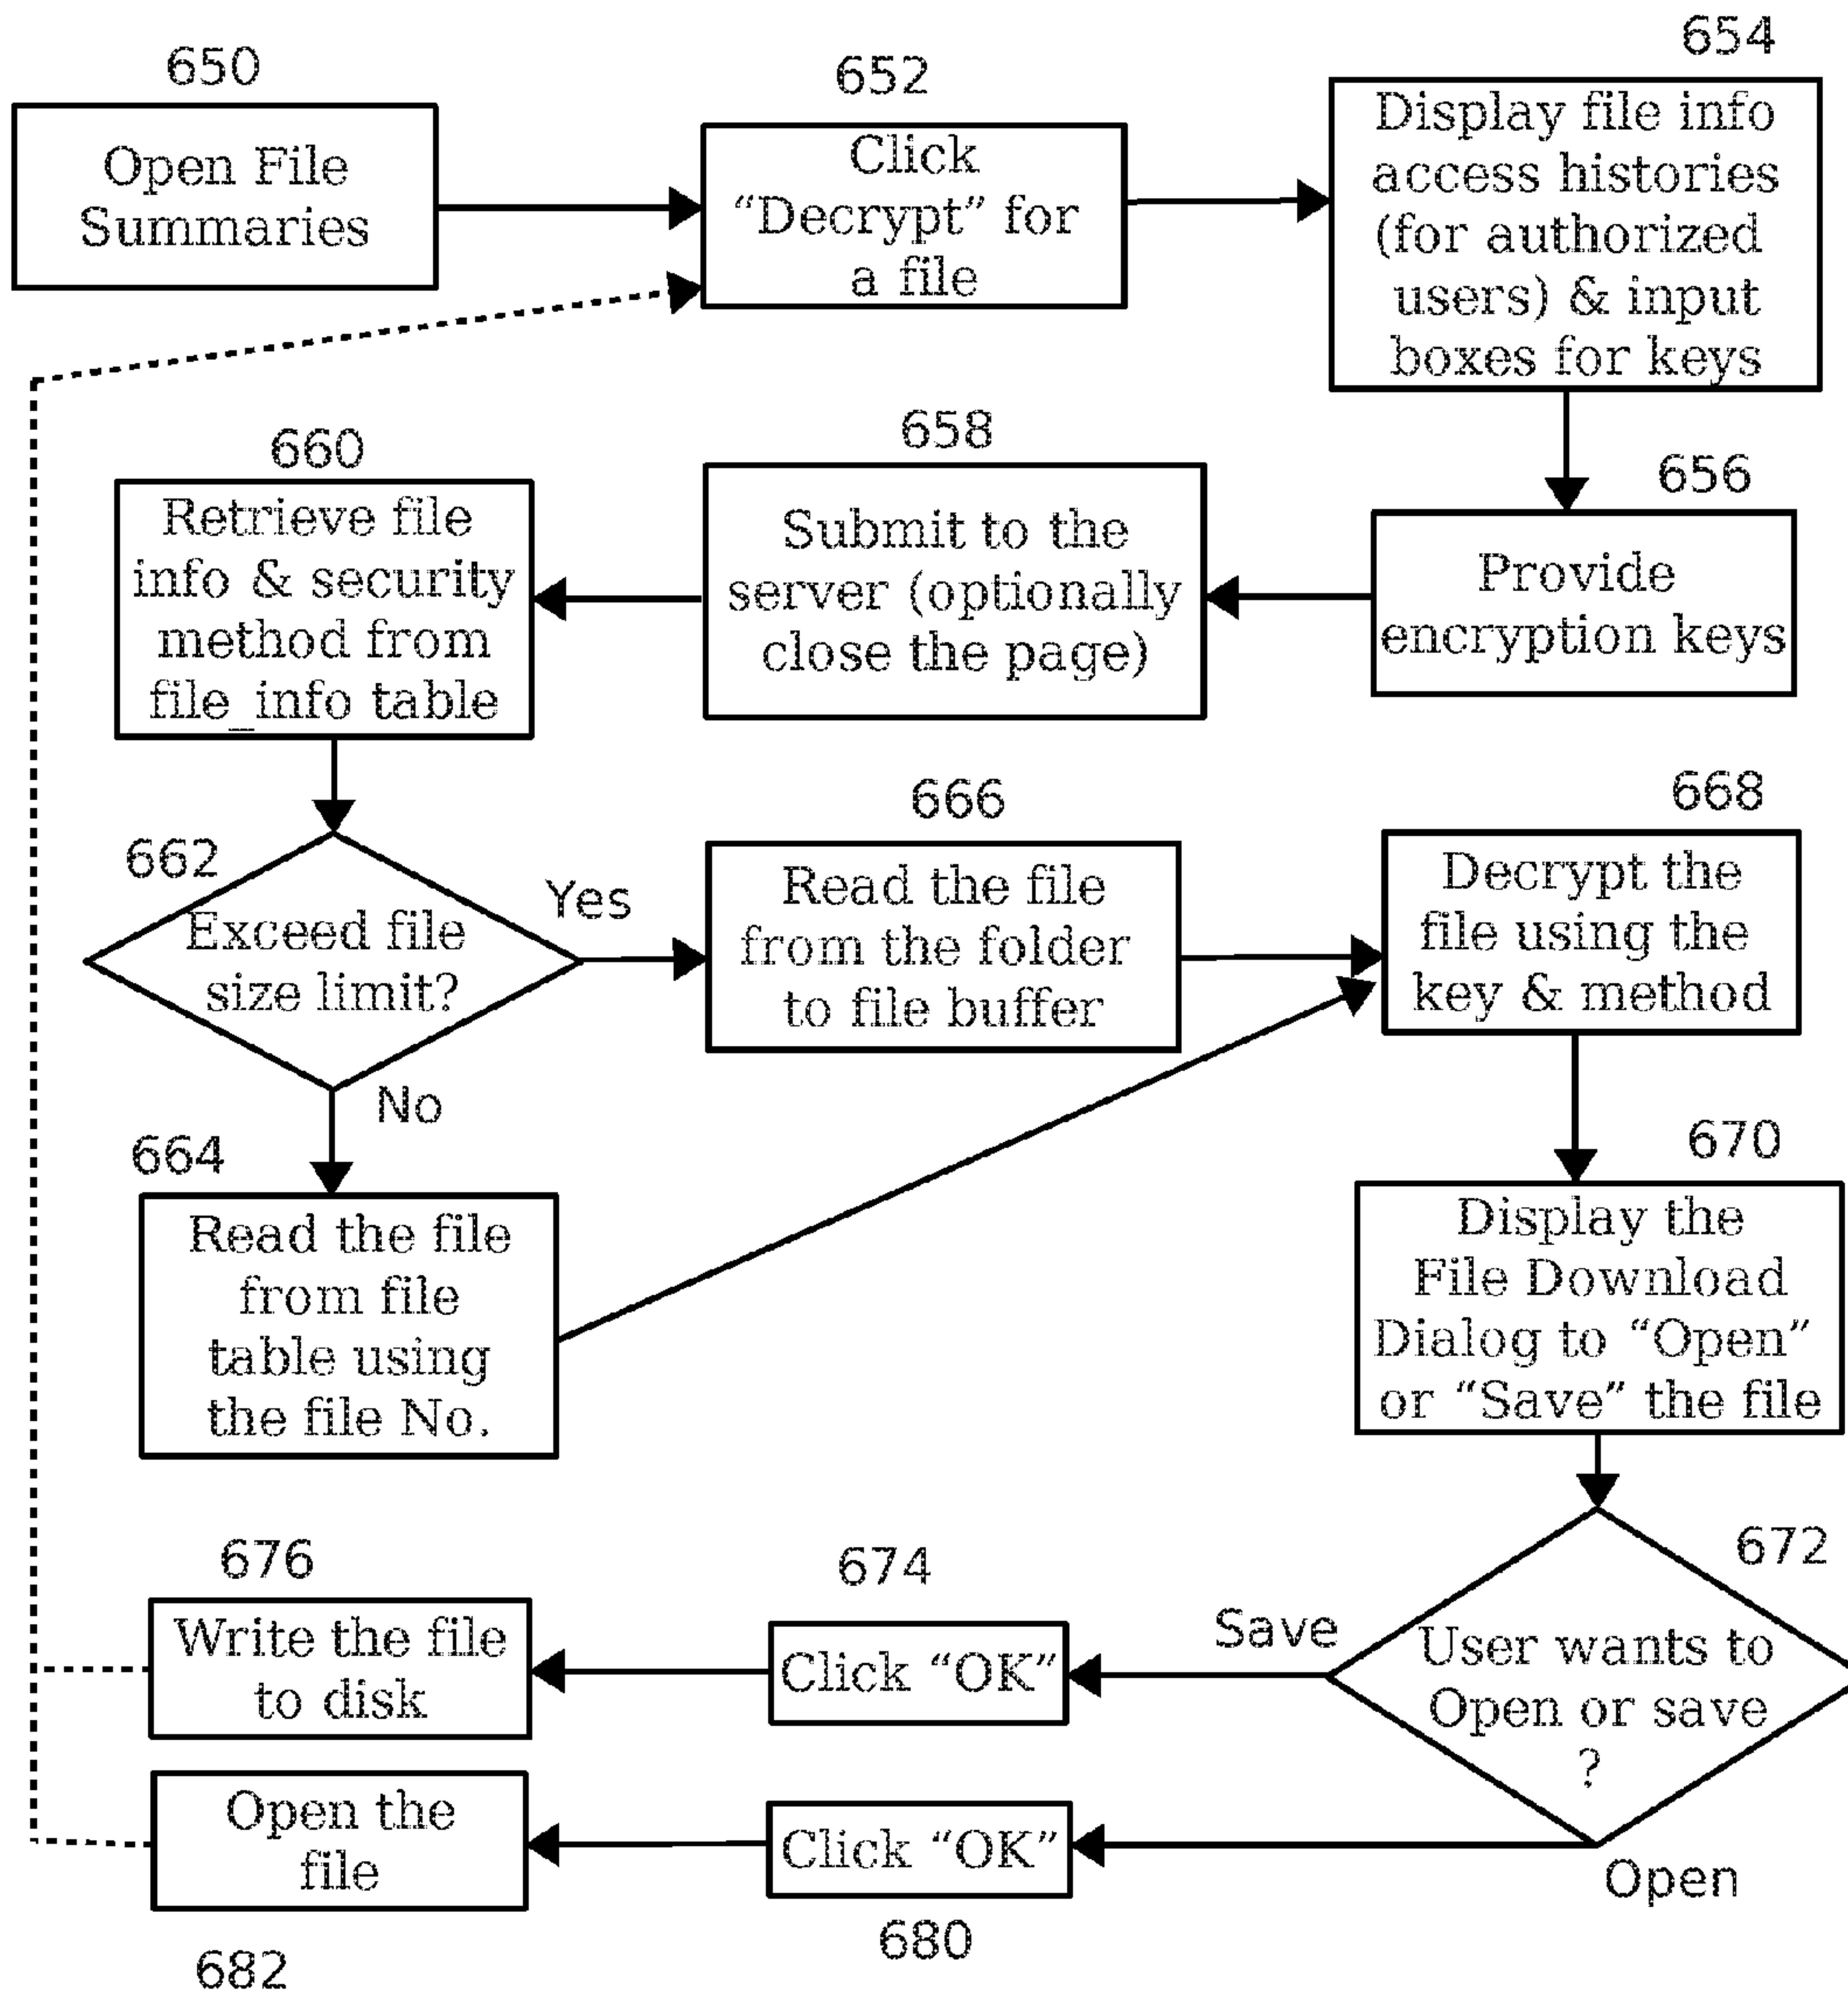 650
Open File
Summaries
652
Click
“Decrypt” for
a file
654
Display file info
access histories
(for authorized
users) & input
boxes for keys
656
Provide
encryption keys
658
Submit to the
server (optionally
close the page)
660
Retrieve file
info & security
method from
file_info table
662
Exceed file
size limit?
Yes
No
664
Read the file
from file
table using
the file No.
666
Read the file
from the folder
to file buffer
668
Decrypt the
file using the
key & method
670
Display the
File Download
Dialog to “Open”
or “Save” the file
672
User wants to
Open or save
?
Save
674
Click “OK”
676
Write the file
to disk
Open
Click “OK”
680
Open the
file
682